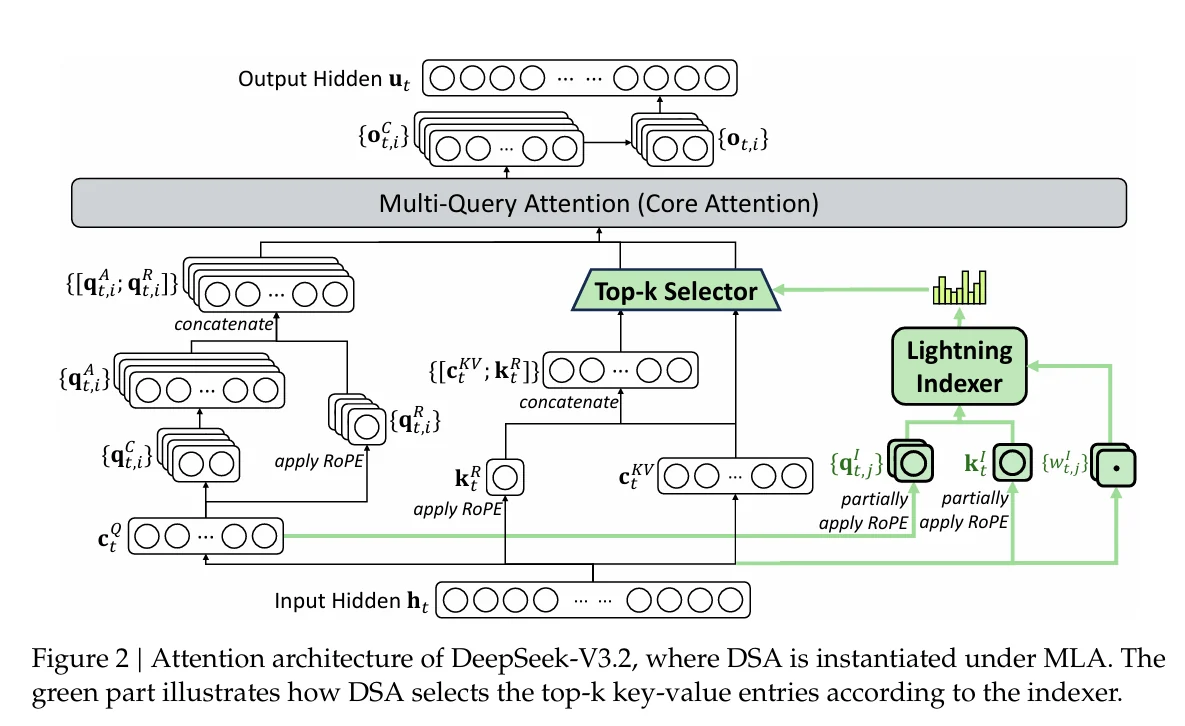 Output Hidden u_t
{o^C_{t,i}}
{o_{t,i}}
Multi-Query Attention (Core Attention)
{[q^A_{t,i}; q^R_{t,i}]}
concatenate
Top-k Selector
{q^A_{t,i}}
{q^R_{t,i}}
{[c^{KV}_t; k^R_t]}
concatenate
Lightning
Indexer
{q^C_{t,i}}
apply RoPE
k^R_t
apply RoPE
c^{KV}_t
{q^I_{t,j}}
partially
apply RoPE
k^I_t
partially
apply RoPE
{w^I_{t,j}}
c^Q_t
Input Hidden h_t
Figure 2 | Attention architecture of DeepSeek-V3.2, where DSA is instantiated under MLA. The
green part illustrates how DSA selects the top-k key-value entries according to the indexer.